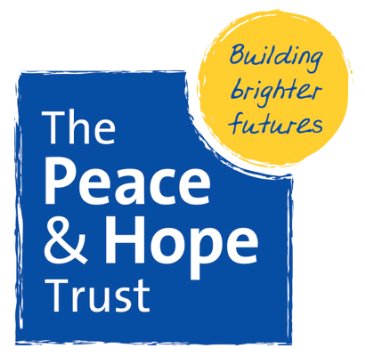 Building
brighter
futures
The
Peace
& Hope
Trust